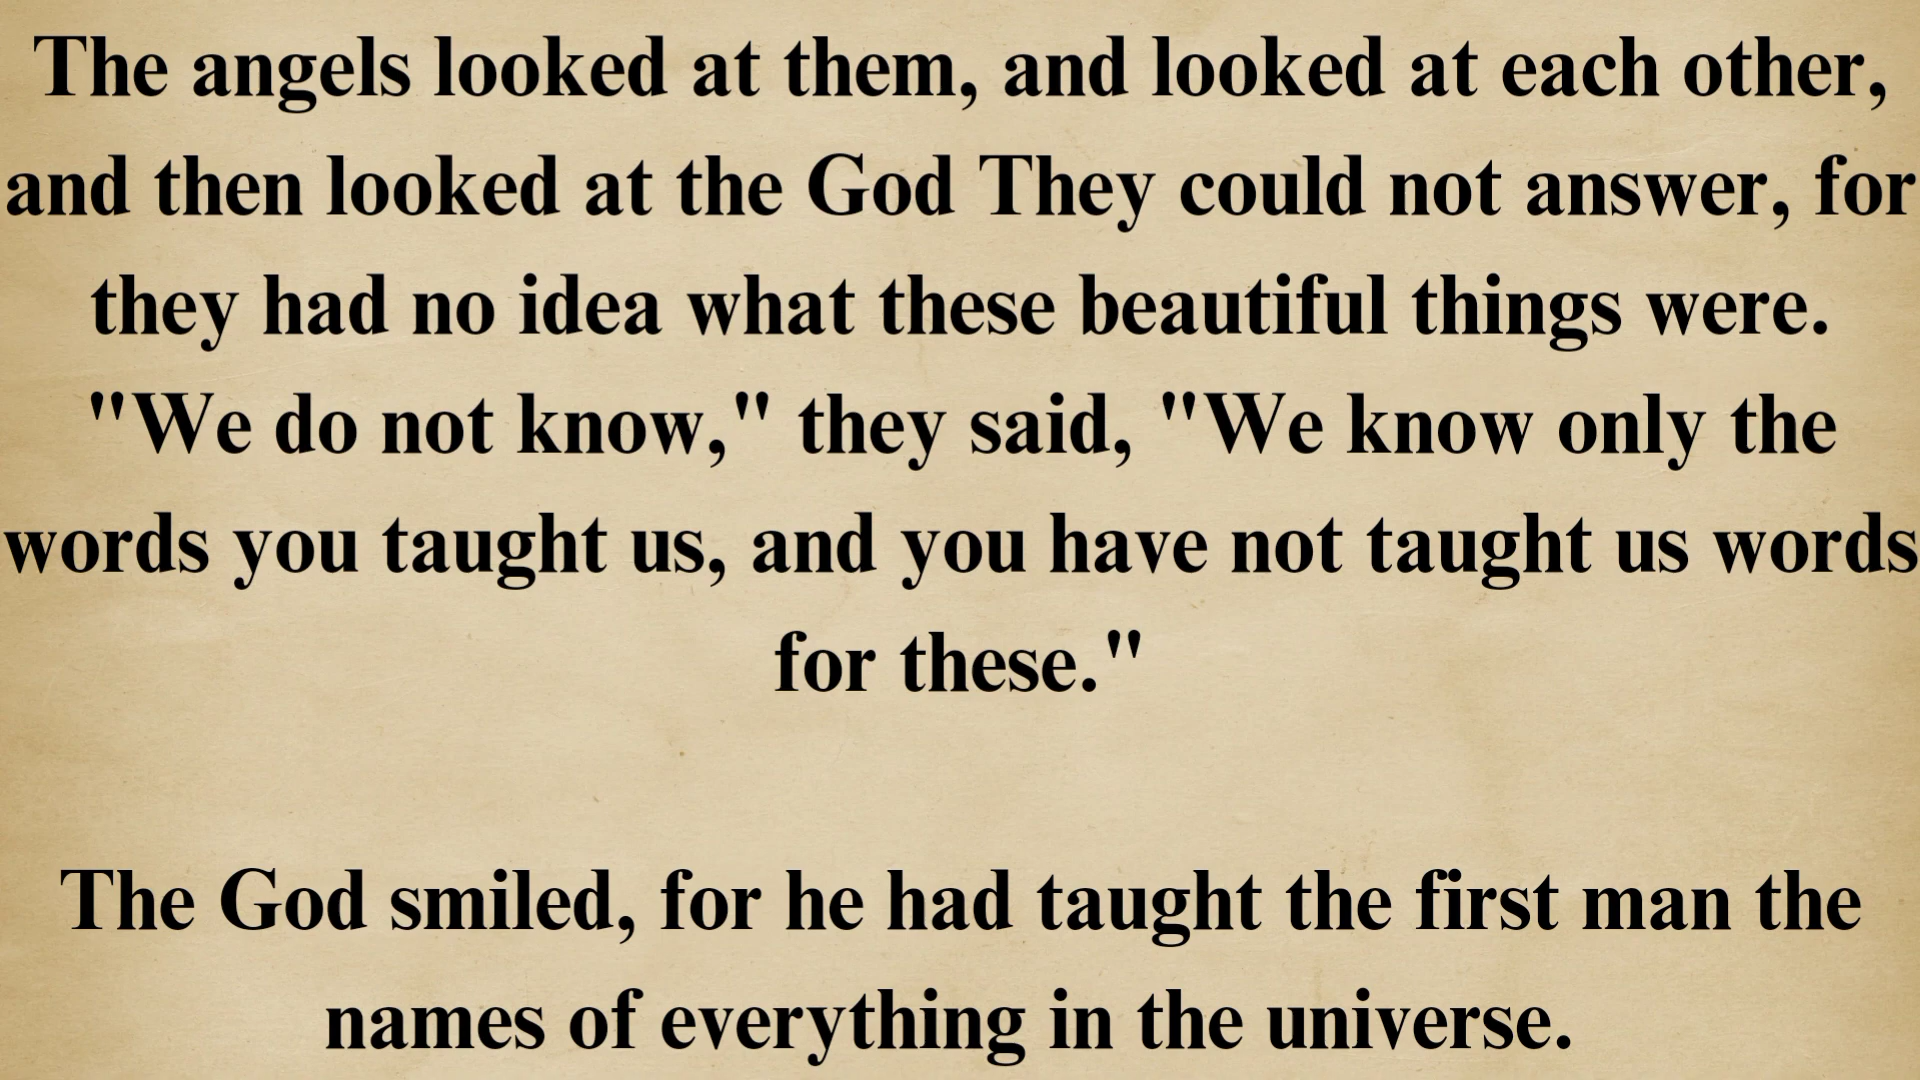 The angels looked at them, and looked at each other,
and then looked at the God They could not answer, for
they had no idea what these beautiful things were.
"We do not know," they said, "We know only the
words you taught us, and you have not taught us words
for these."
The God smiled, for he had taught the first man the
names of everything in the universe.